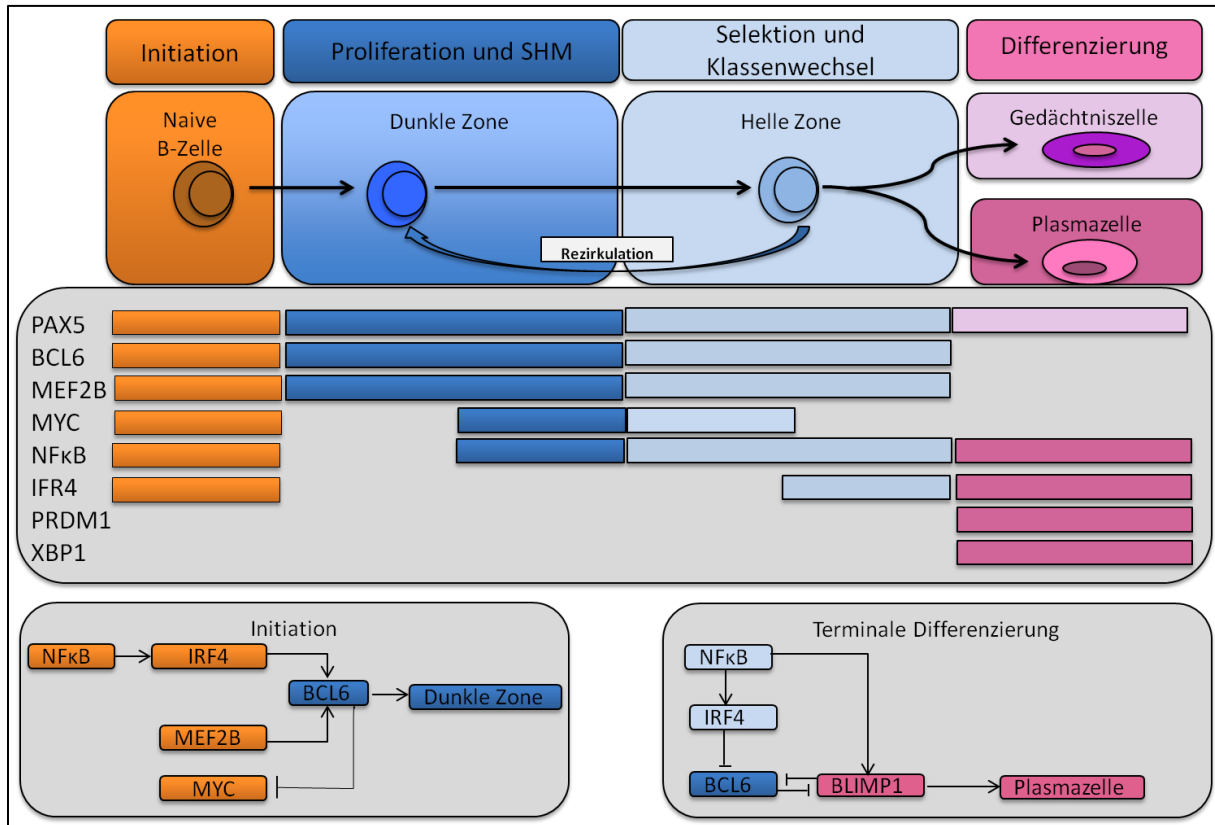 Initiation
Proliferation und SHM
Selektion und
Klassenwechsel
Differenzierung
Naive
B-Zelle
Dunkle Zone
Helle Zone
Gedächtniszelle
Plasmazelle
Rezirkulation
PAX5
BCL6
MEF2B
MYC
NFκB
IFR4
PRDM1
XBP1
Initiation
NFκB
IRF4
BCL6
Dunkle Zone
MEF2B
MYC
Terminale Differenzierung
NFκB
IRF4
BCL6
BLIMP1
Plasmazelle